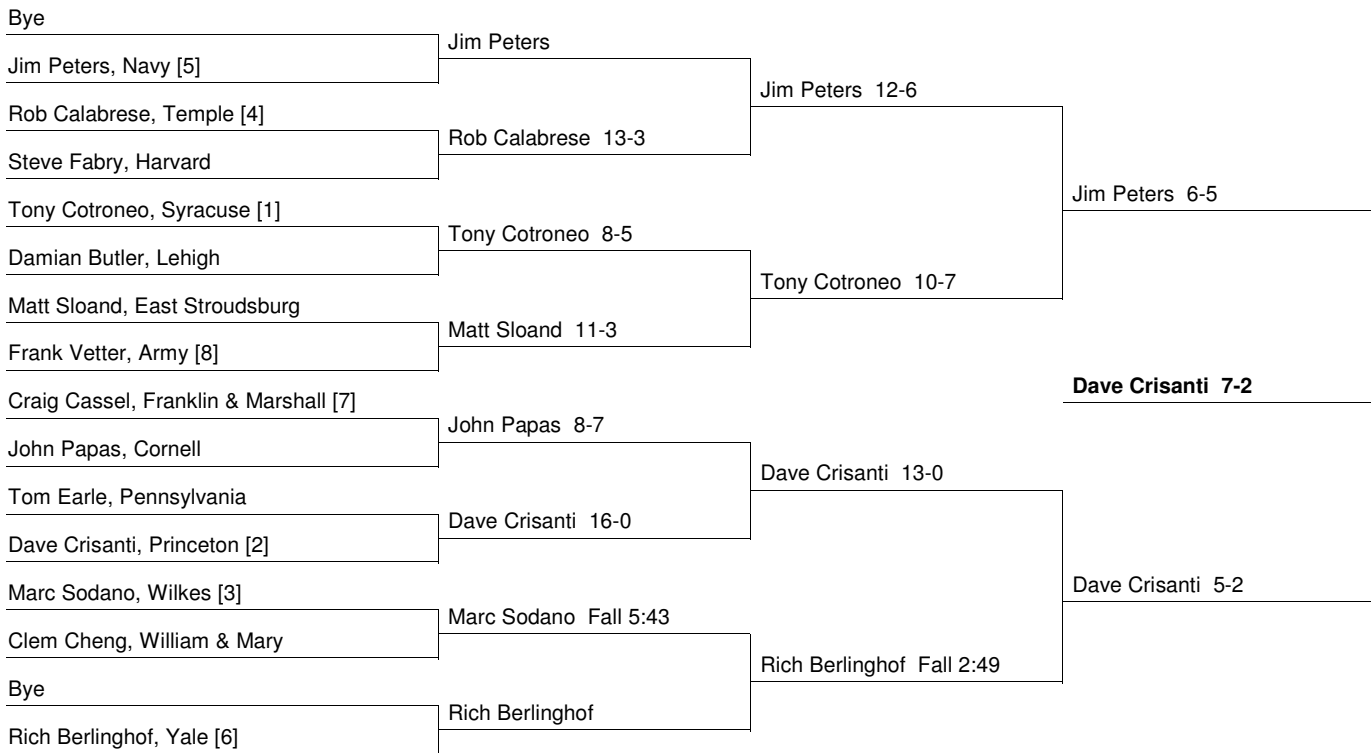 Bye
Jim Peters, Navy [5]
Rob Calabrese, Temple [4]
Steve Fabry, Harvard
Tony Cotroneo, Syracuse [1]
Damian Butler, Lehigh
Matt Sloand, East Stroudsburg
Frank Vetter, Army [8]
Craig Cassel, Franklin & Marshall [7]
John Papas, Cornell
Tom Earle, Pennsylvania
Dave Crisanti, Princeton [2]
Marc Sodano, Wilkes [3]
Clem Cheng, William & Mary
Bye
Rich Berlinghof, Yale [6]
Jim Peters
Rob Calabrese 13-3
Tony Cotroneo 8-5
Matt Sloand 11-3
John Papas 8-7
Dave Crisanti 16-0
Marc Sodano Fall 5:43
Rich Berlinghof
Jim Peters 12-6
Tony Cotroneo 10-7
Dave Crisanti 13-0
Rich Berlinghof Fall 2:49
Jim Peters 6-5
Dave Crisanti 7-2
Dave Crisanti 5-2